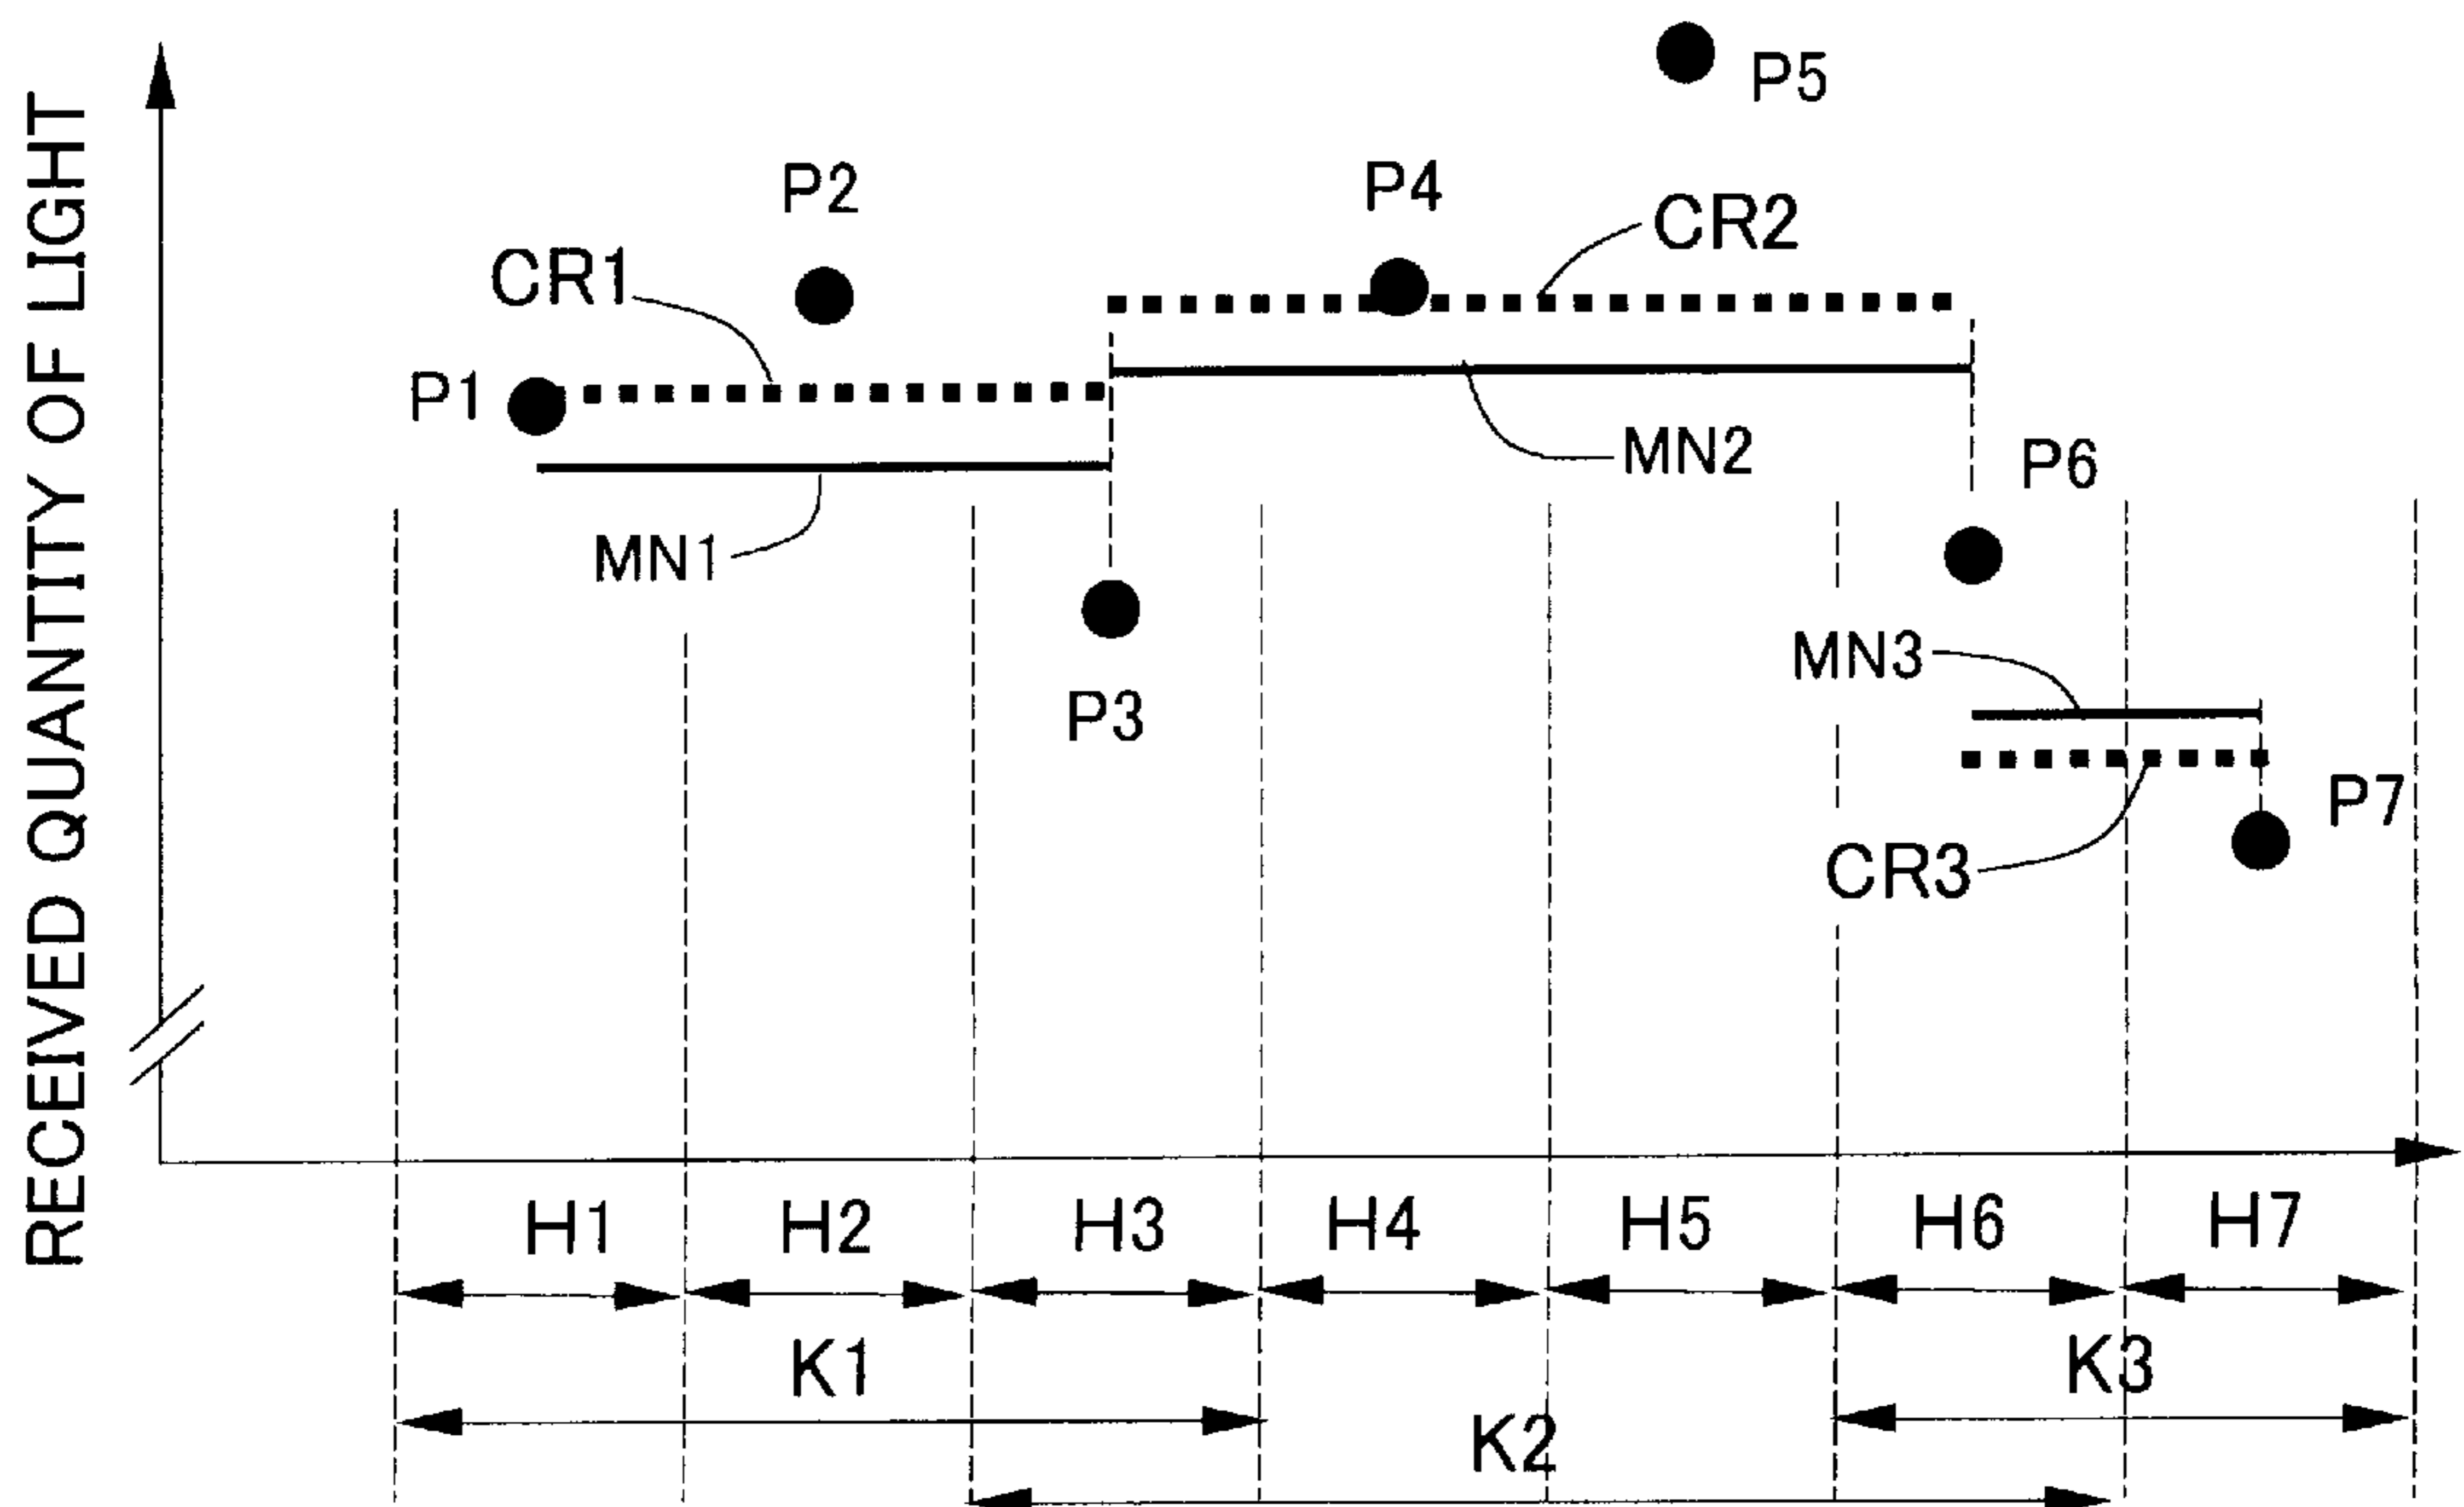 RECEIVED QUANTITY OF LIGHT
P5
P2
P4
CR2
CR1
P1
MN2
P6
MN1
MN3
P3
P7
CR3
H1 H2 H3 H4 H5 H6 H7
K1 K3
K2